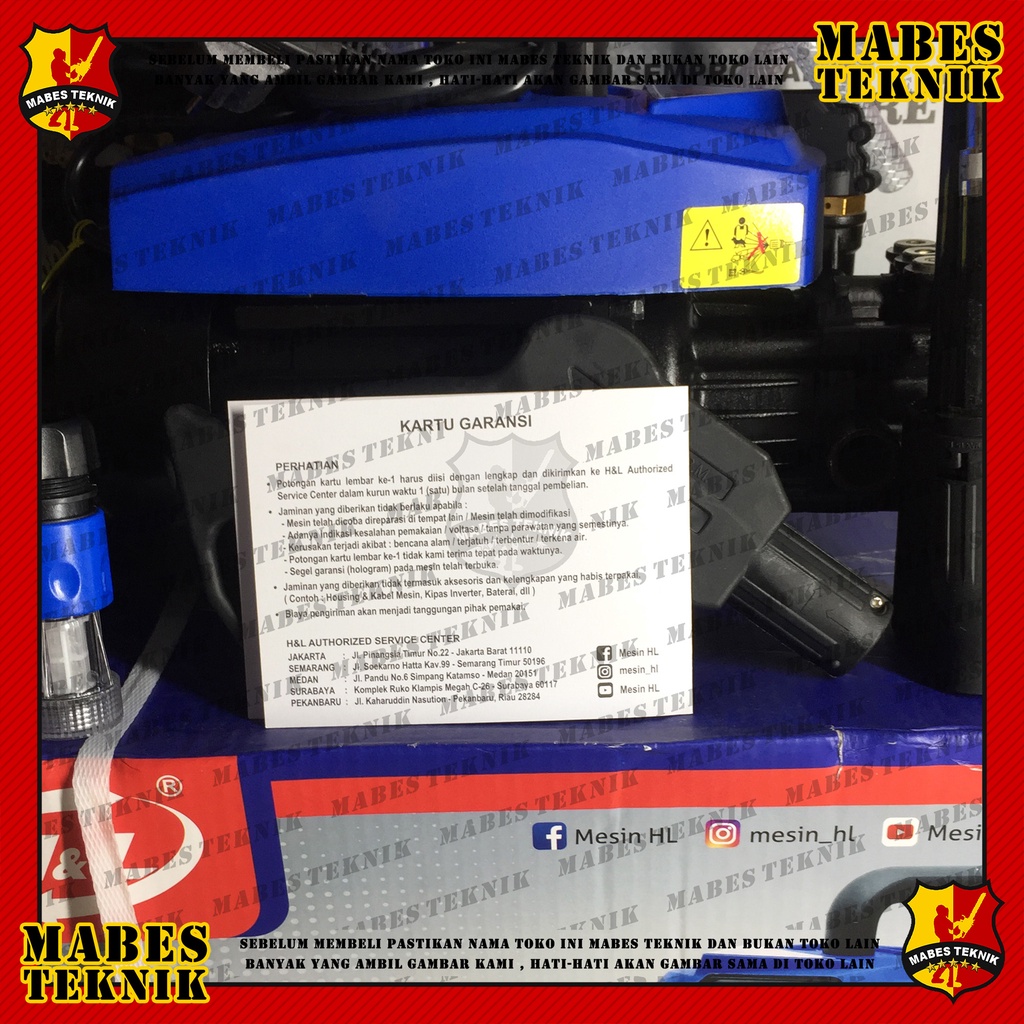 MABES TEKNIK
SEBELUM MEMBELI PASTIKAN NAMA TOKO INI MABES TEKNIK DAN BUKAN TOKO LAIN
BANYAK YANG AMBIL GAMBAR KAMI , HATI-HATI AKAN GAMBAR SAMA DI TOKO LAIN
MABES
TEKNIK
KARTU GARANSI
PERHATIAN
• Potongan kartu lembar ke-1 harus diisi dengan lengkap dan dikirimkan ke H&L Authorized
Service Center dalam kurun waktu 1 (satu) bulan setelah tanggal pembelian.
• Jaminan yang diberikan tidak berlaku apabila :
- Mesin telah dicoba direparasi di tempat lain / Mesin telah dimodifikasi
- Adanya indikasi kesalahan pemakaian / voltase / tanpa perawatan yang semestinya.
- Kerusakan terjadi akibat : bencana alam / terjatuh / terbentur / terkena air.
- Potongan kartu lembar ke-1 tidak kami terima tepat pada waktunya.
- Segel garansi (hologram) pada mesin telah terbuka.
• Jaminan yang diberikan tidak termasuk aksesoris dan kelengkapan yang habis terpakai.
( Contoh : Housing & Kabel Mesin, Kipas Inverter, Baterai, dll )
• Biaya pengiriman akan menjadi tanggungan pihak pemakai.
H&L AUTHORIZED SERVICE CENTER
JAKARTA : Jl. Pinangsia Timur No.22 - Jakarta Barat 11110
SEMARANG : Jl. Soekarno Hatta Kav.99 - Semarang Timur 50196
MEDAN : Jl. Pandu No.6 Simpang Katamso - Medan 20151
SURABAYA : Komplek Ruko Klampis Megah C-26 - Surabaya 60117
PEKANBARU : Jl. Kaharuddin Nasution - Pekanbaru, Riau 28284
Mesin HL
mesin_hl
Mesin HL
&L ®
Mesin HL mesin_hl Mesi
MABES
TEKNIK
SEBELUM MEMBELI PASTIKAN NAMA TOKO INI MABES TEKNIK DAN BUKAN TOKO LAIN
BANYAK YANG AMBIL GAMBAR KAMI , HATI-HATI AKAN GAMBAR SAMA DI TOKO LAIN
MABES TEKNIK